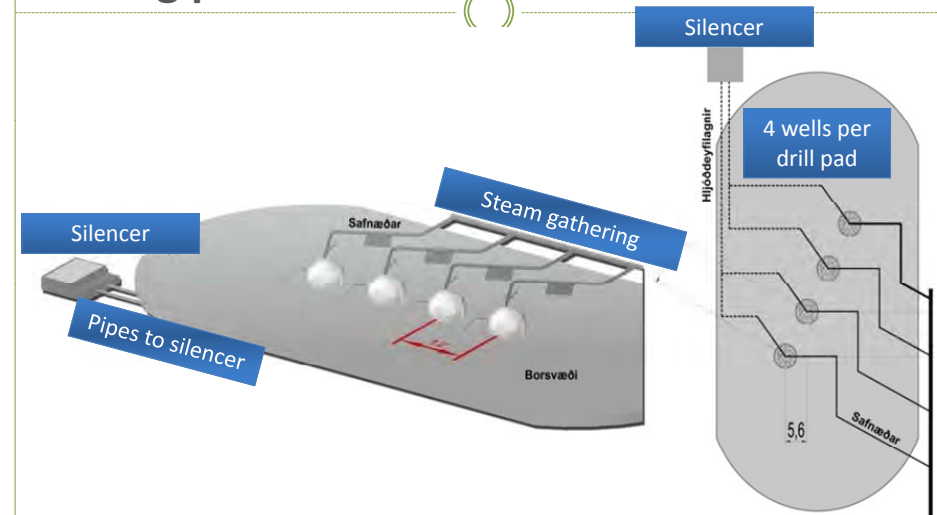 Silencer
Hljóðdeyfilagnir
4 wells per
drill pad
Steam gathering
Safnæðar
Silencer
Pipes to silencer
Borsvæði
Safnæðar
5,6